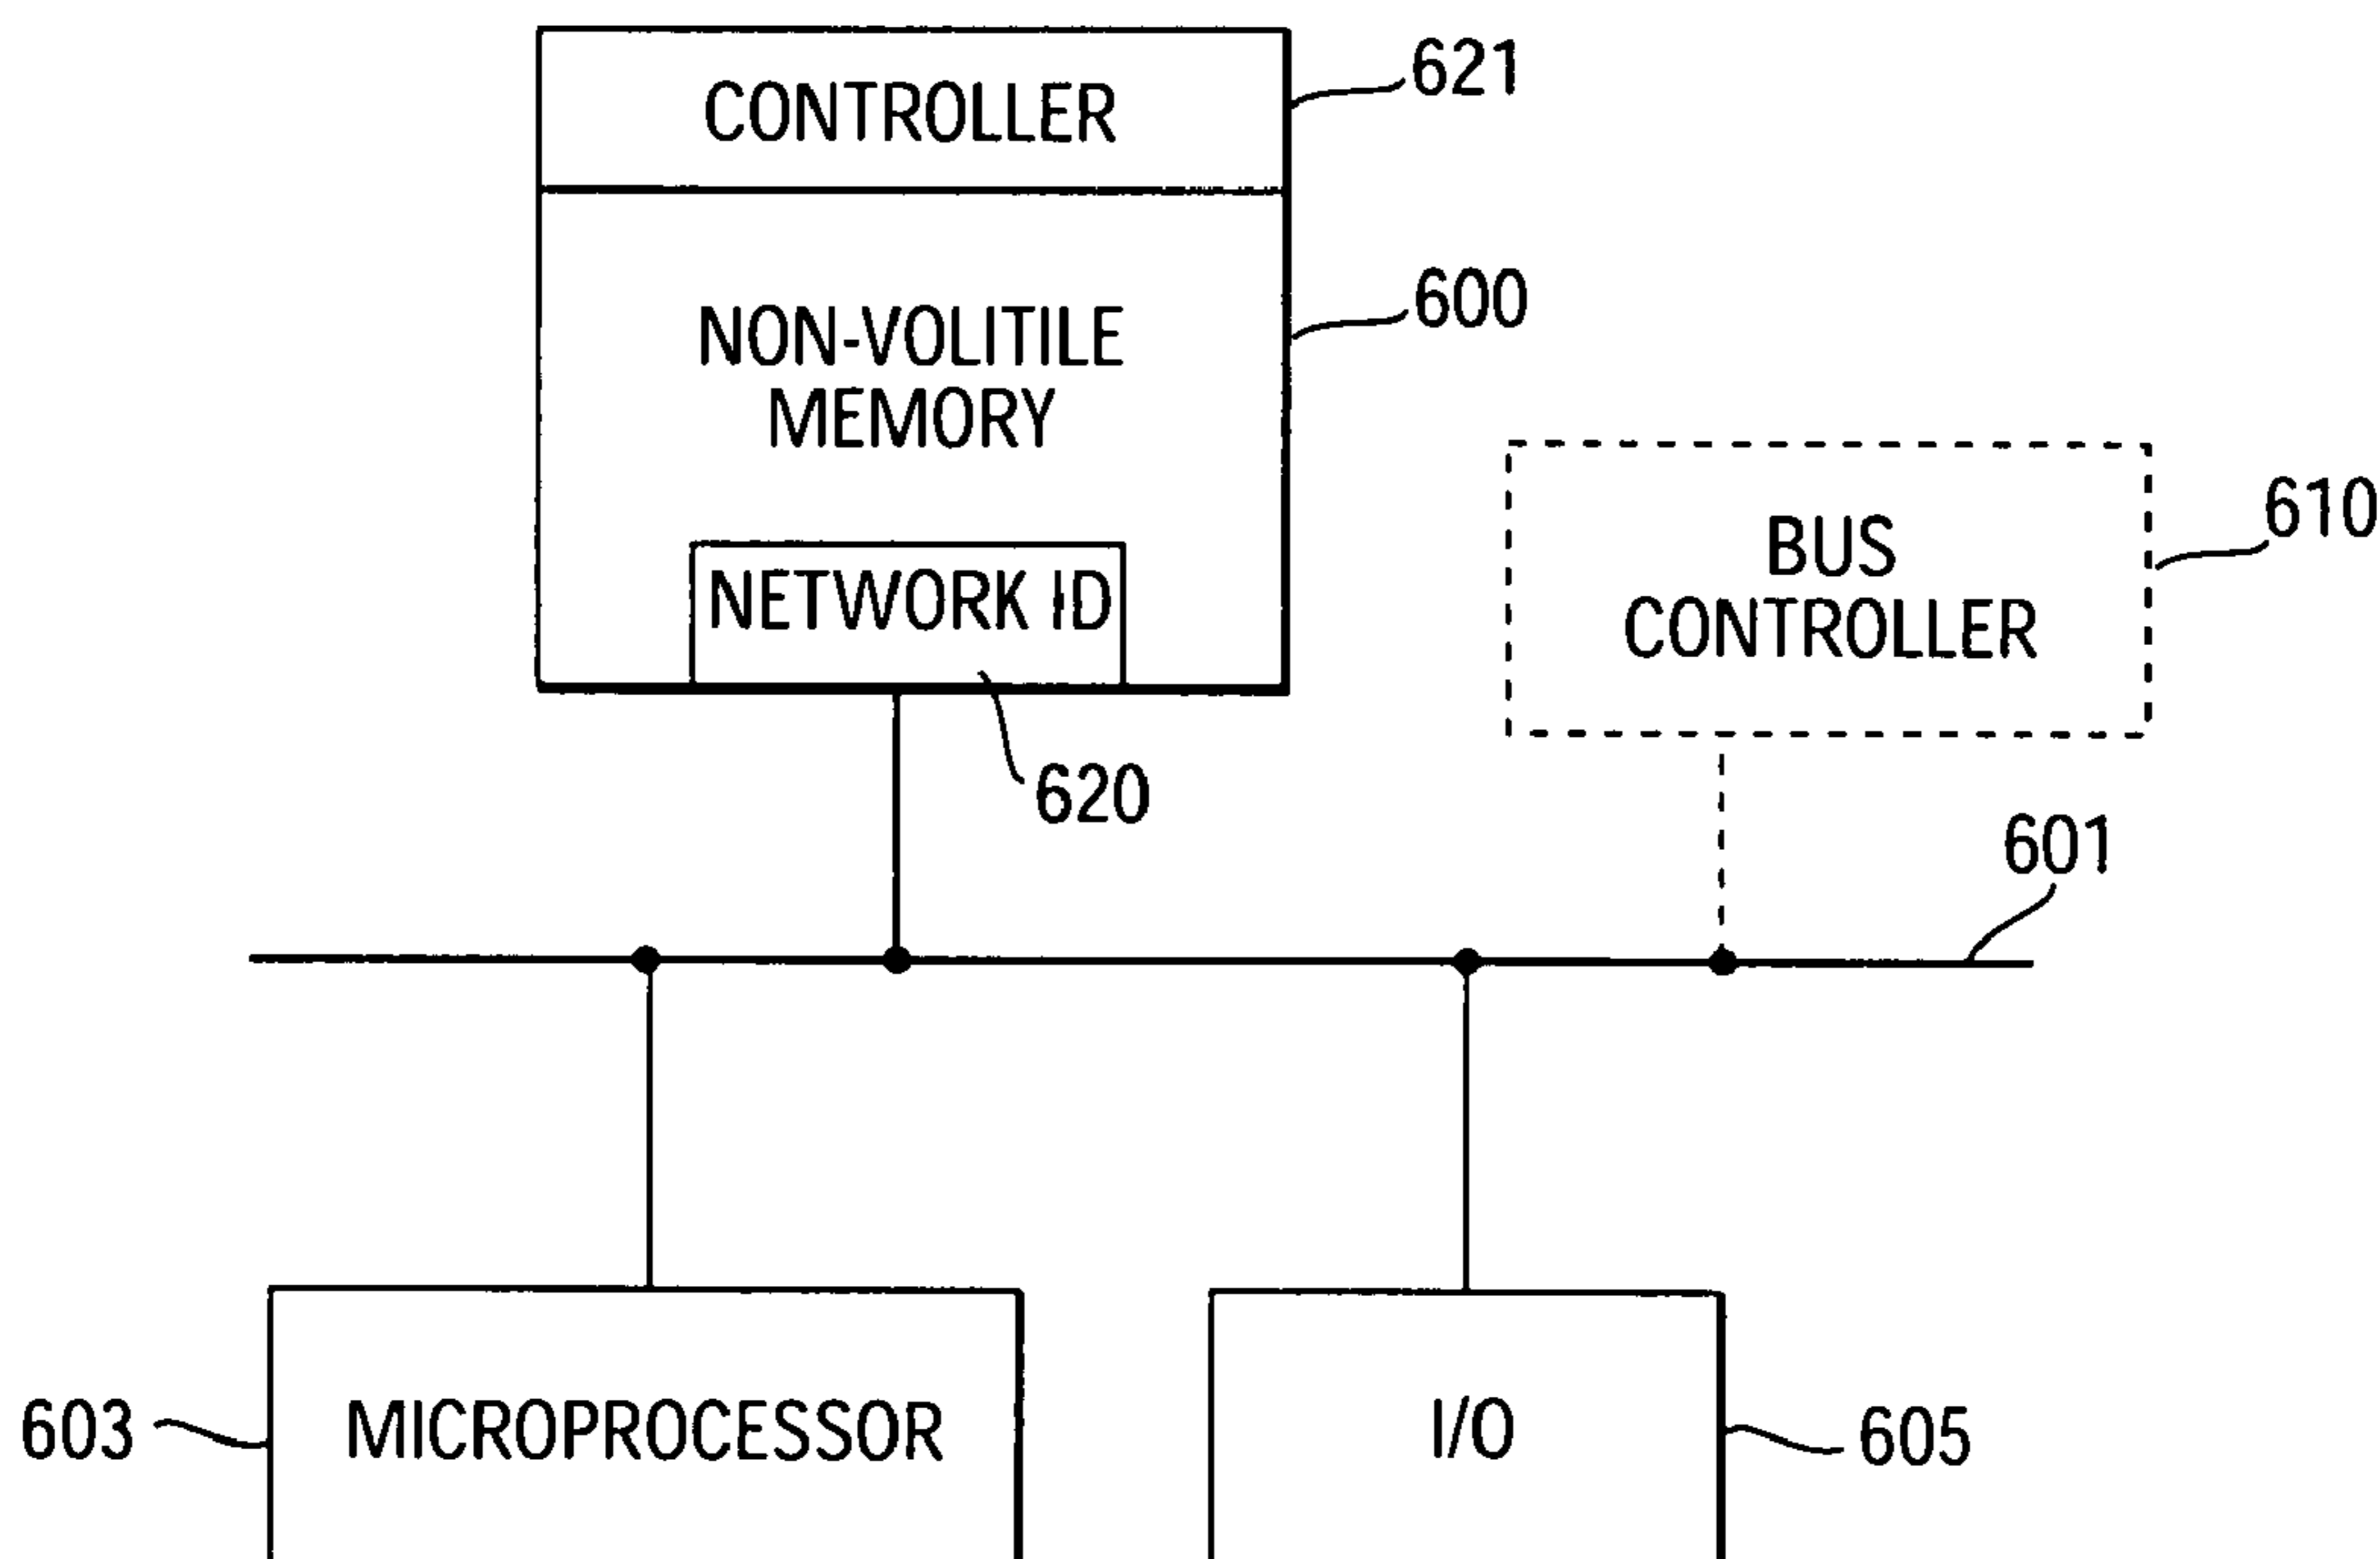 CONTROLLER
621
NON-VOLITILE
MEMORY
600
NETWORK ID
620
BUS
CONTROLLER
610
601
603
MICROPROCESSOR
I/O
605